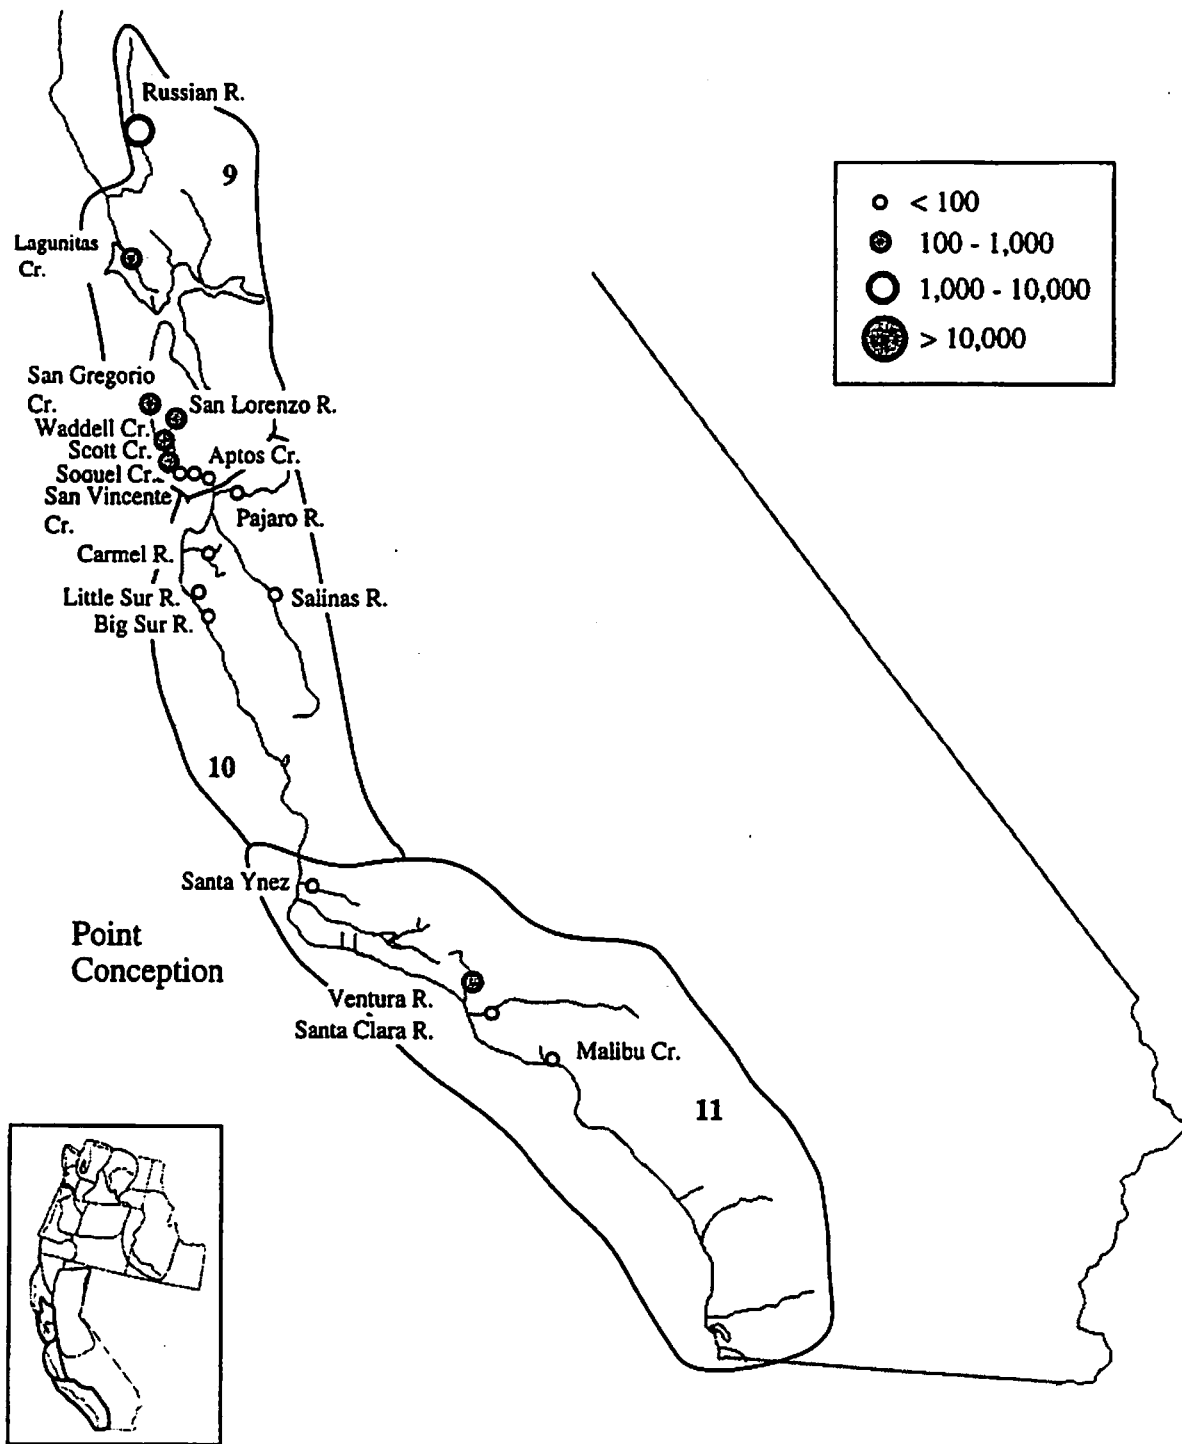 Russian R.
9
Lagunitas
Cr.
< 100
100 - 1,000
1,000 - 10,000
> 10,000
San Gregorio
Cr.
San Lorenzo R.
Waddell Cr.
Scott Cr.
Aptos Cr.
Soquel Cr.
San Vincente
Cr.
Pajaro R.
Carmel R.
Little Sur R.
Salinas R.
Big Sur R.
10
Santa Ynez
Point
Conception
Ventura R.
Santa Clara R.
Malibu Cr.
11